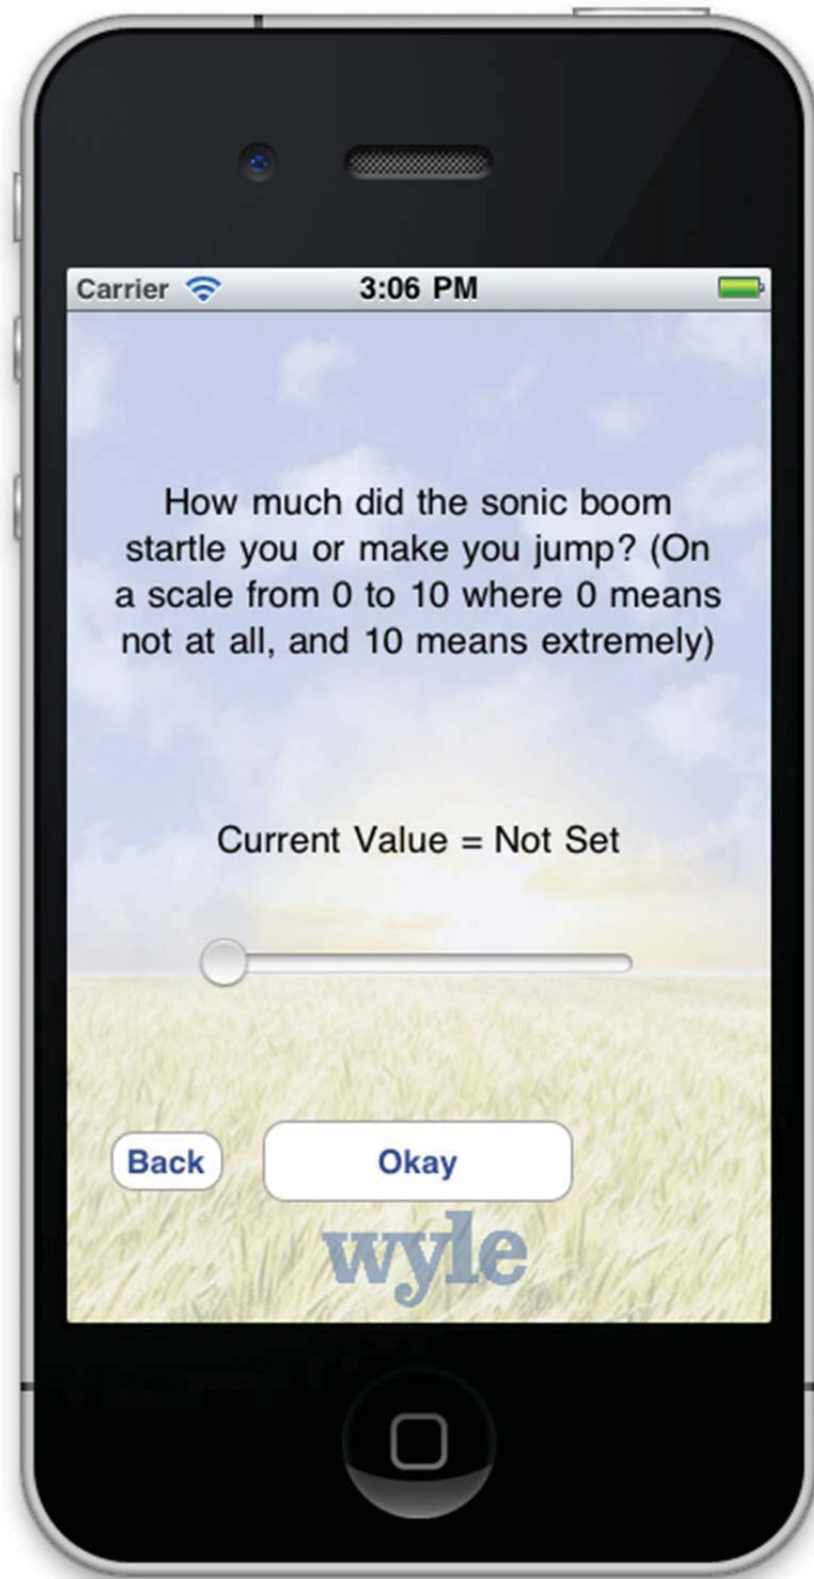 Carrier 3:06 PM
How much did the sonic boom
startle you or make you jump? (On
a scale from 0 to 10 where 0 means
not at all, and 10 means extremely)
Current Value = Not Set
Back Okay
wyle